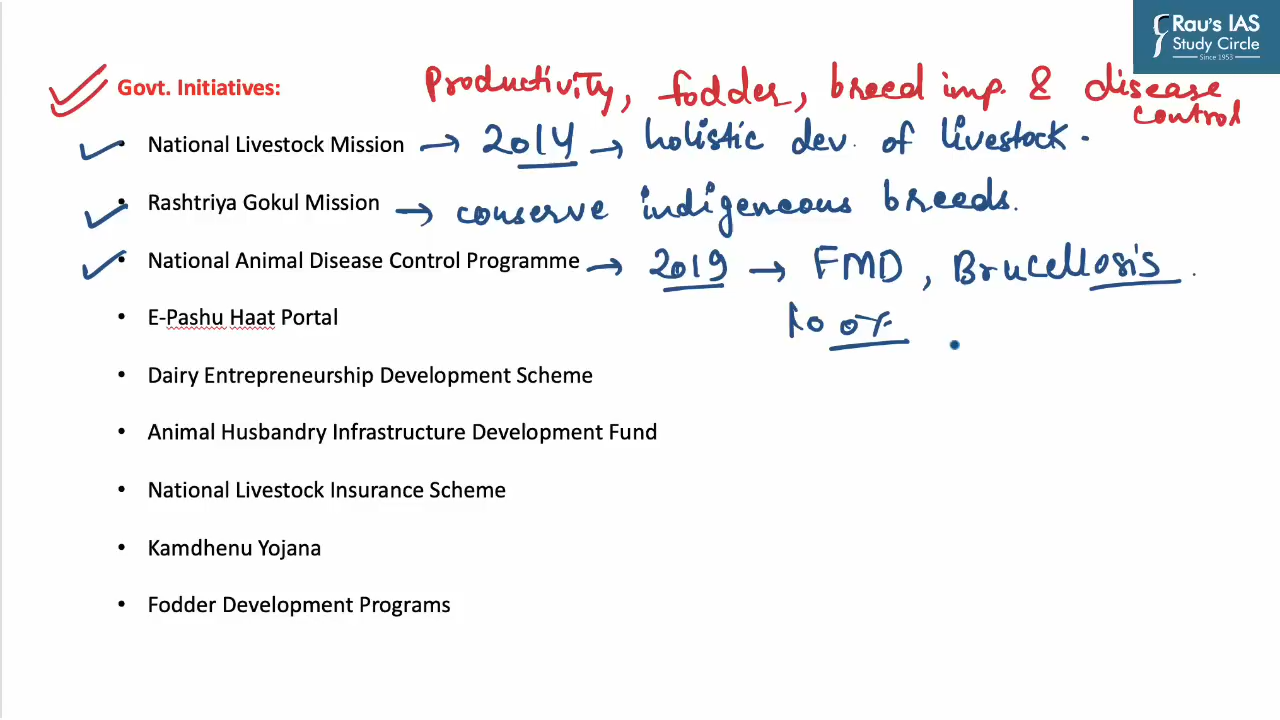 Rau's IAS
Study Circle
Since 1953
Govt. Initiatives: Productivity, fodder, breed imp. & disease control
National Livestock Mission → 2014 → holistic dev. of livestock.
Rashtriya Gokul Mission → conserve indigeneous breeds.
National Animal Disease Control Programme → 2019 → FMD, Brucellosis
E-Pashu Haat Portal
Dairy Entrepreneurship Development Scheme
Animal Husbandry Infrastructure Development Fund
National Livestock Insurance Scheme
Kamdhenu Yojana
Fodder Development Programs